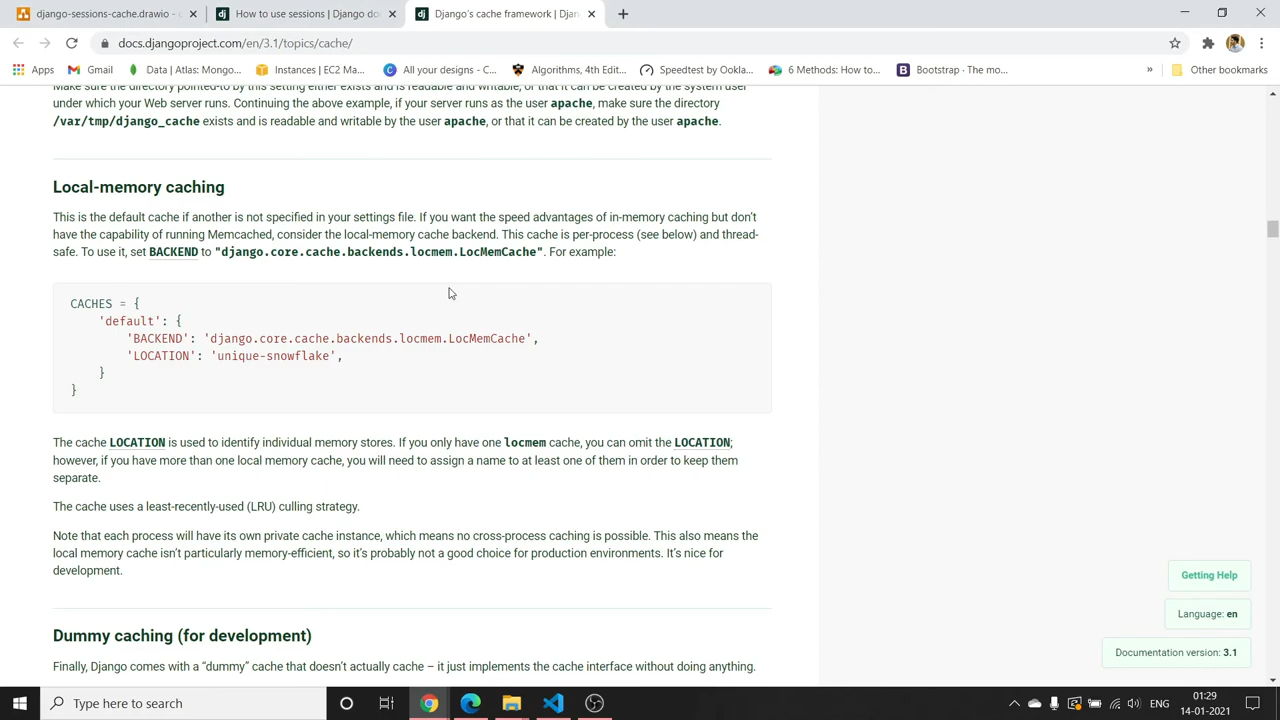 django-sessions-cache.drawio -
How to use sessions | Django do
Django's cache framework | Djan
docs.djangoproject.com/en/3.1/topics/cache/
Apps
Gmail
Data | Atlas: Mongo...
Instances | EC2 Ma...
All your designs - C...
Algorithms, 4th Edit...
Speedtest by Ookla...
6 Methods: How to...
Bootstrap · The mo...
»
Other bookmarks
Make sure the directory pointed-to by this setting either exists and is readable and writable, or that it can be created by the system user
under which your Web server runs. Continuing the above example, if your server runs as the user apache, make sure the directory
/var/tmp/django_cache exists and is readable and writable by the user apache, or that it can be created by the user apache.
Local-memory caching
This is the default cache if another is not specified in your settings file. If you want the speed advantages of in-memory caching but don't
have the capability of running Memcached, consider the local-memory cache backend. This cache is per-process (see below) and thread-
safe. To use it, set BACKEND to "django.core.cache.backends.locmem.LocMemCache". For example:
CACHES = {
'default': {
'BACKEND': 'django.core.cache.backends.locmem.LocMemCache',
'LOCATION': 'unique-snowflake',
}
}
The cache LOCATION is used to identify individual memory stores. If you only have one locmem cache, you can omit the LOCATION;
however, if you have more than one local memory cache, you will need to assign a name to at least one of them in order to keep them
separate.
The cache uses a least-recently-used (LRU) culling strategy.
Note that each process will have its own private cache instance, which means no cross-process caching is possible. This also means the
local memory cache isn't particularly memory-efficient, so it's probably not a good choice for production environments. It's nice for
development.
Dummy caching (for development)
Finally, Django comes with a “dummy” cache that doesn't actually cache – it just implements the cache interface without doing anything.
Getting Help
Language: en
Documentation version: 3.1
Type here to search
ENG
01:29
14-01-2021